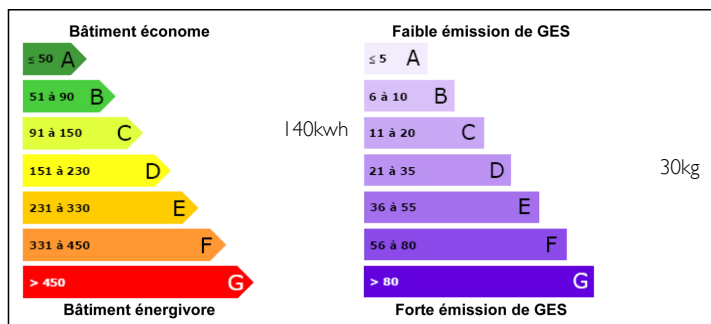 Bâtiment économe
≤ 50 A
51 à 90 B
91 à 150 C
140kwh
151 à 230 D
231 à 330 E
331 à 450 F
> 450 G
Bâtiment énergivore
Faible émission de GES
≤ 5 A
6 à 10 B
11 à 20 C
21 à 35 D
30kg
36 à 55 E
56 à 80 F
> 80 G
Forte émission de GES